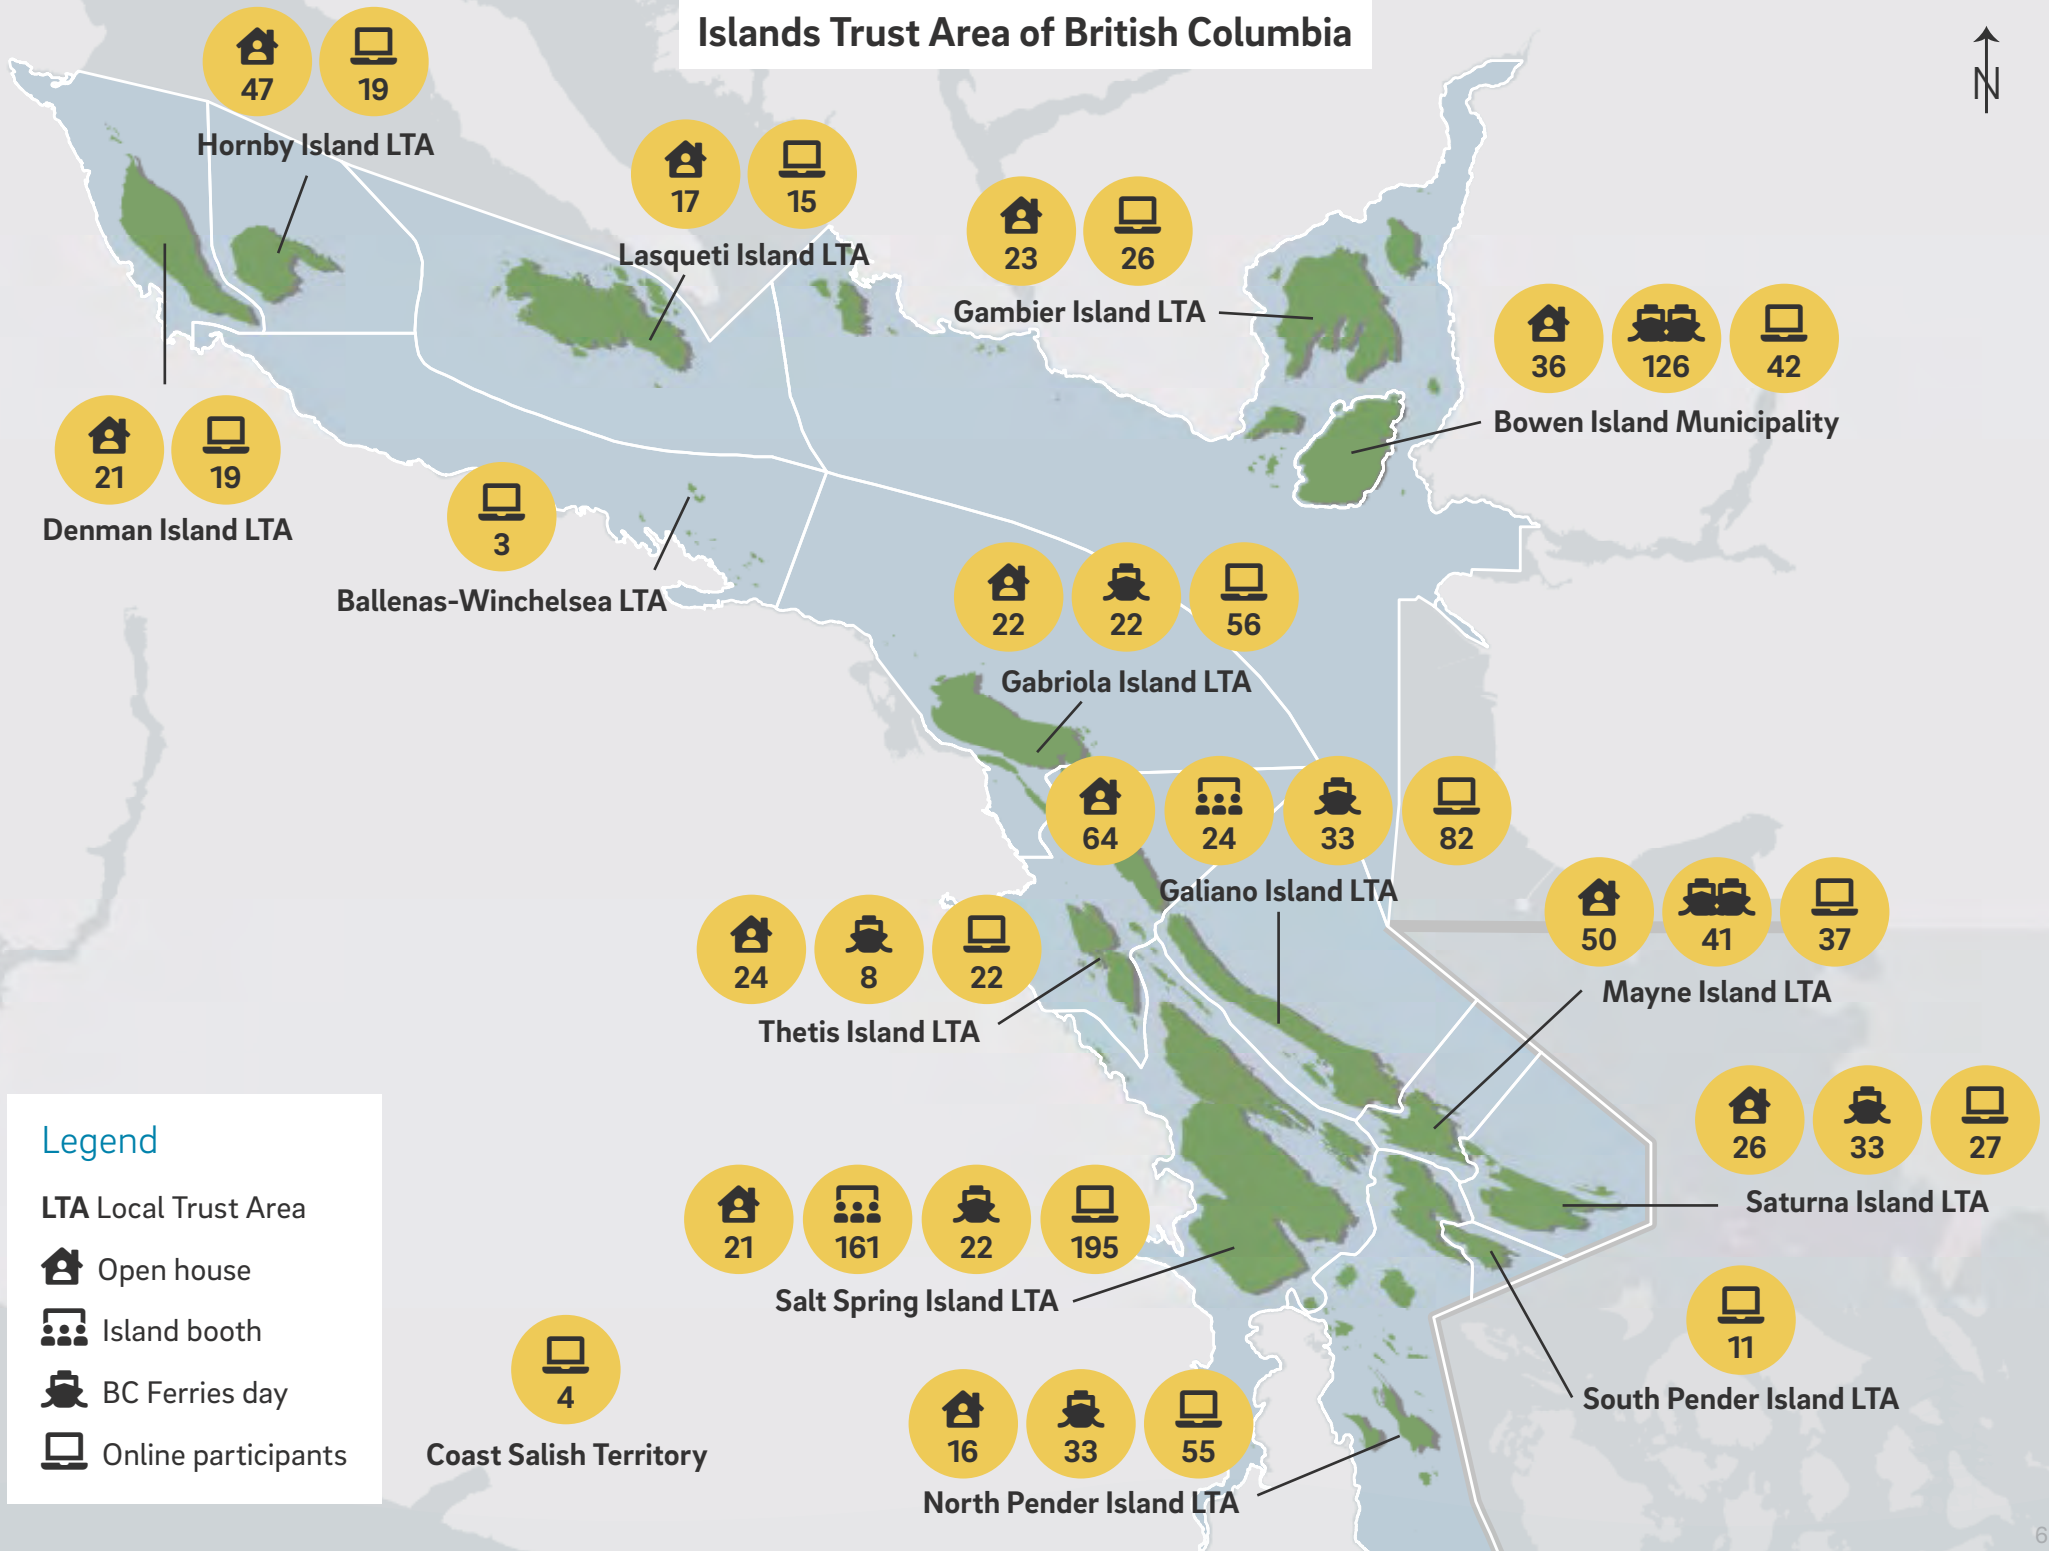 Islands Trust Area of British Columbia
N
47 19
Hornby Island LTA
17 15
Lasqueti Island LTA
23 26
Gambier Island LTA
36 126 42
Bowen Island Municipality
21 19
Denman Island LTA
3
Ballenas-Winchelsea LTA
22 22 56
Gabriola Island LTA
64 24 33 82
Galiano Island LTA
50 41 37
Mayne Island LTA
24 8 22
Thetis Island LTA
26 33 27
Saturna Island LTA
21 161 22 195
Salt Spring Island LTA
11
South Pender Island LTA
4
Coast Salish Territory
16 33 55
North Pender Island LTA
Legend
LTA Local Trust Area
Open house
Island booth
BC Ferries day
Online participants
6